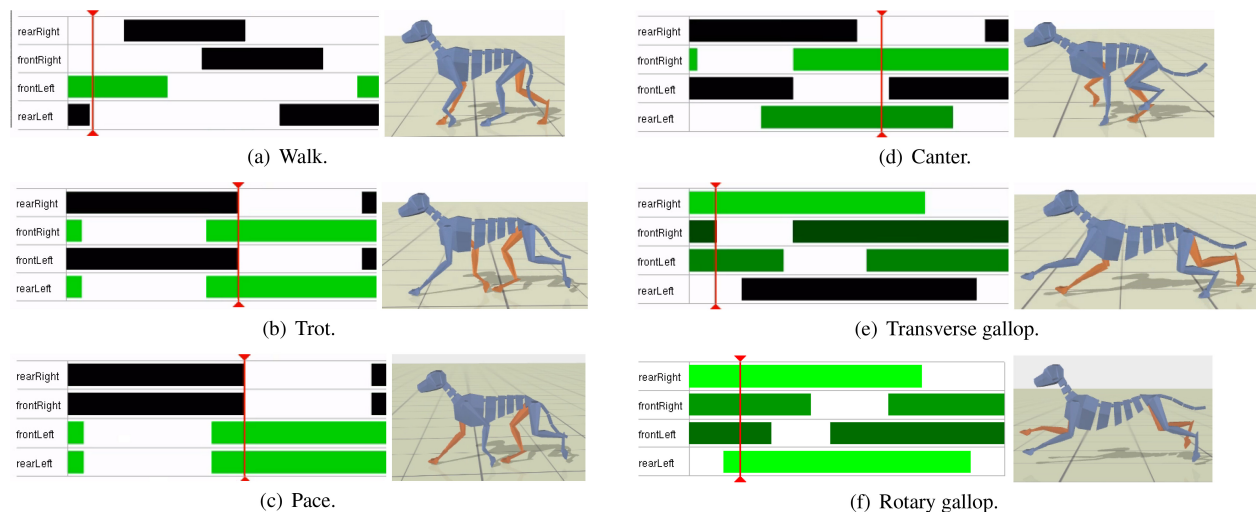 rearRight
frontRight
frontLeft
rearLeft
(a) Walk.
rearRight
frontRight
frontLeft
rearLeft
(b) Trot.
rearRight
frontRight
frontLeft
rearLeft
(c) Pace.
rearRight
frontRight
frontLeft
rearLeft
(d) Canter.
rearRight
frontRight
frontLeft
rearLeft
(e) Transverse gallop.
rearRight
frontRight
frontLeft
rearLeft
(f) Rotary gallop.